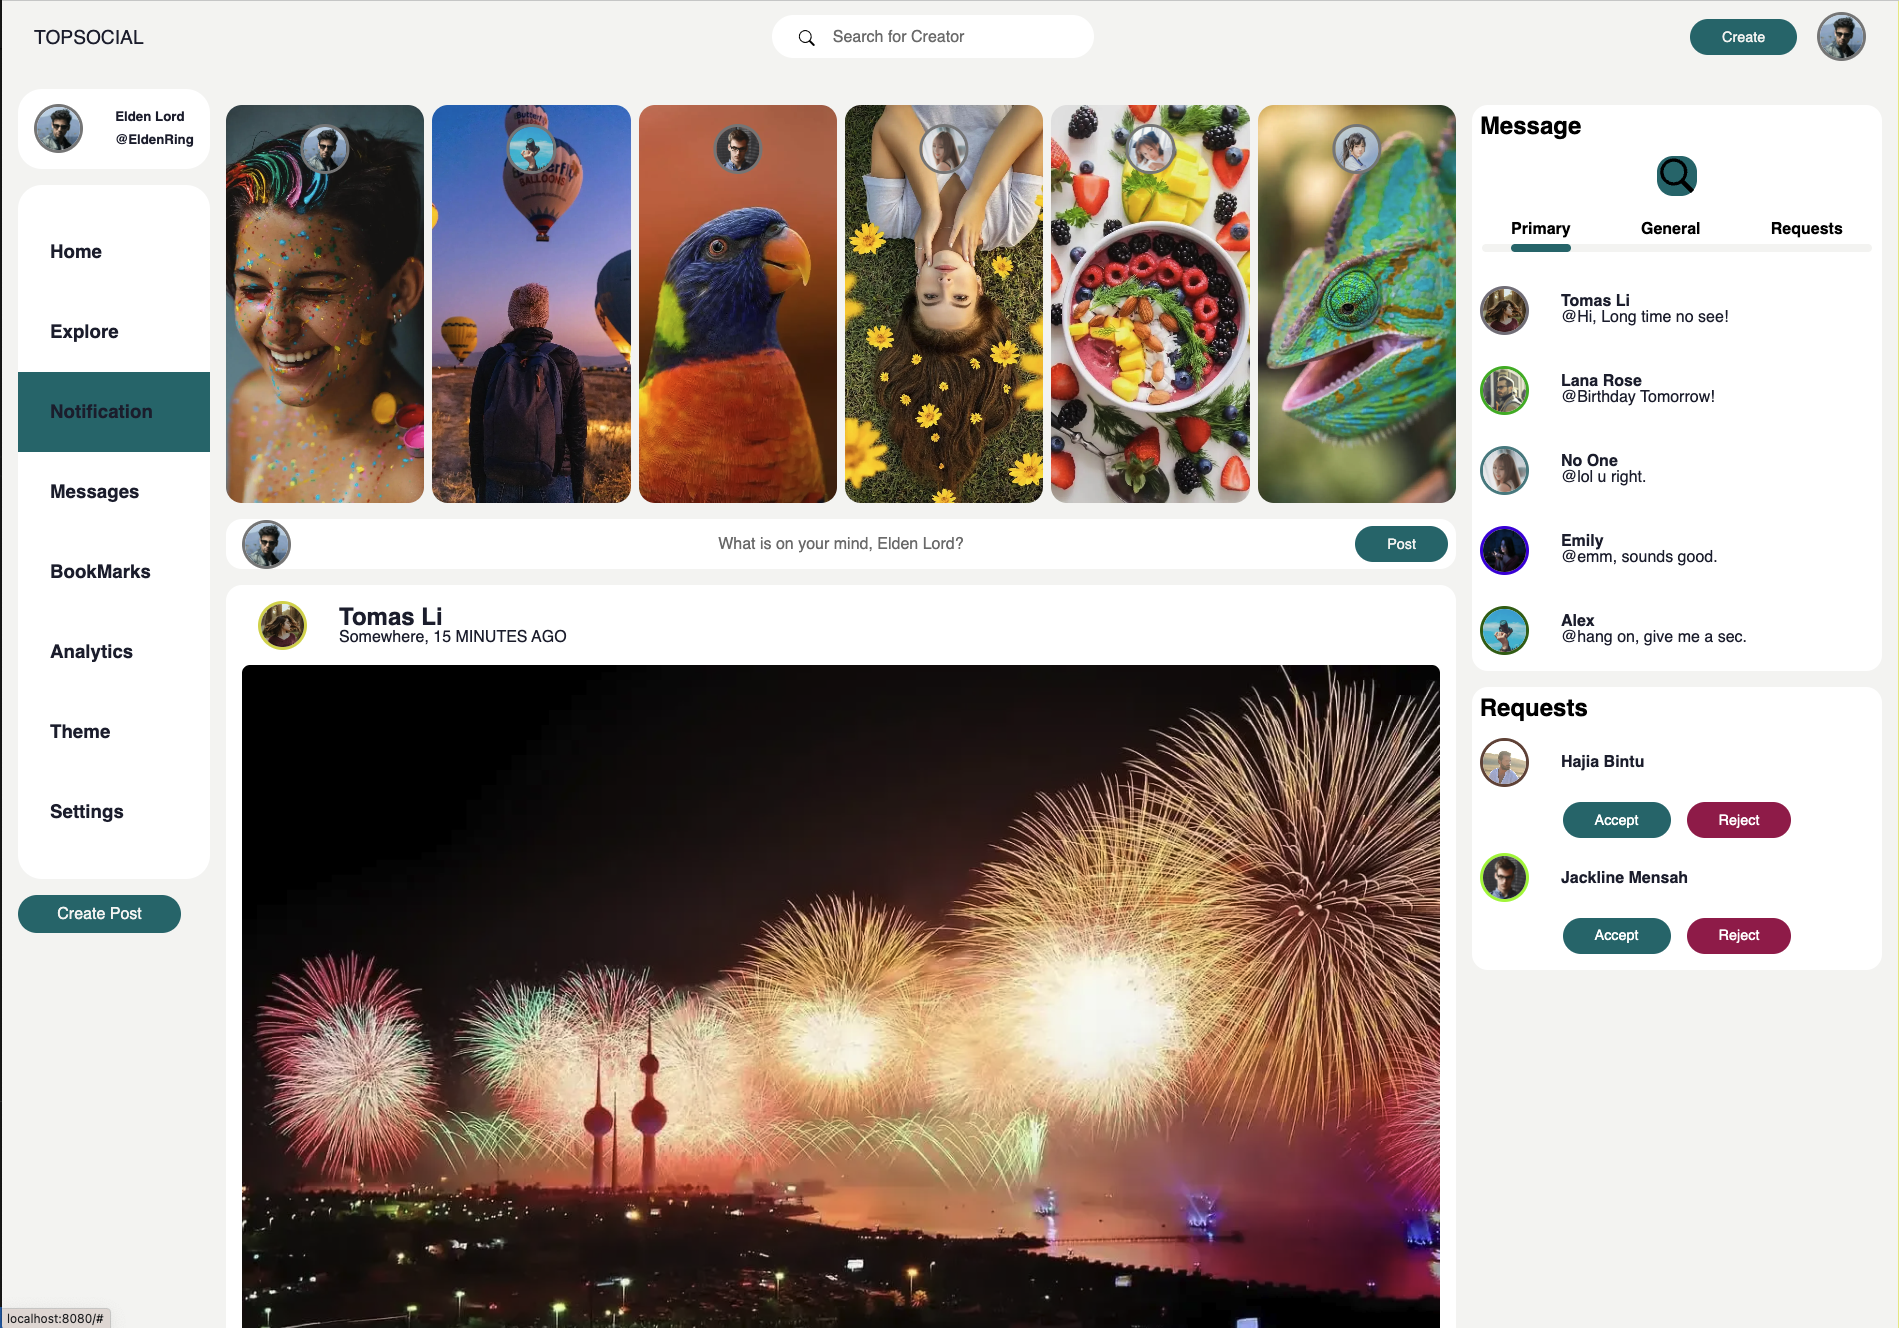 TOPSOCIAL
Search for Creator
Create
Elden Lord
@EldenRing
Home
Explore
Notification
Messages
BookMarks
Analytics
Theme
Settings
Create Post
Butterfly
BALLOONS
What is on your mind, Elden Lord?
Post
Tomas Li
Somewhere, 15 MINUTES AGO
Message
Primary
General
Requests
Tomas Li
@Hi, Long time no see!
Lana Rose
@Birthday Tomorrow!
No One
@lol u right.
Emily
@emm, sounds good.
Alex
@hang on, give me a sec.
Requests
Hajia Bintu
Accept
Reject
Jackline Mensah
Accept
Reject
localhost:8080/#